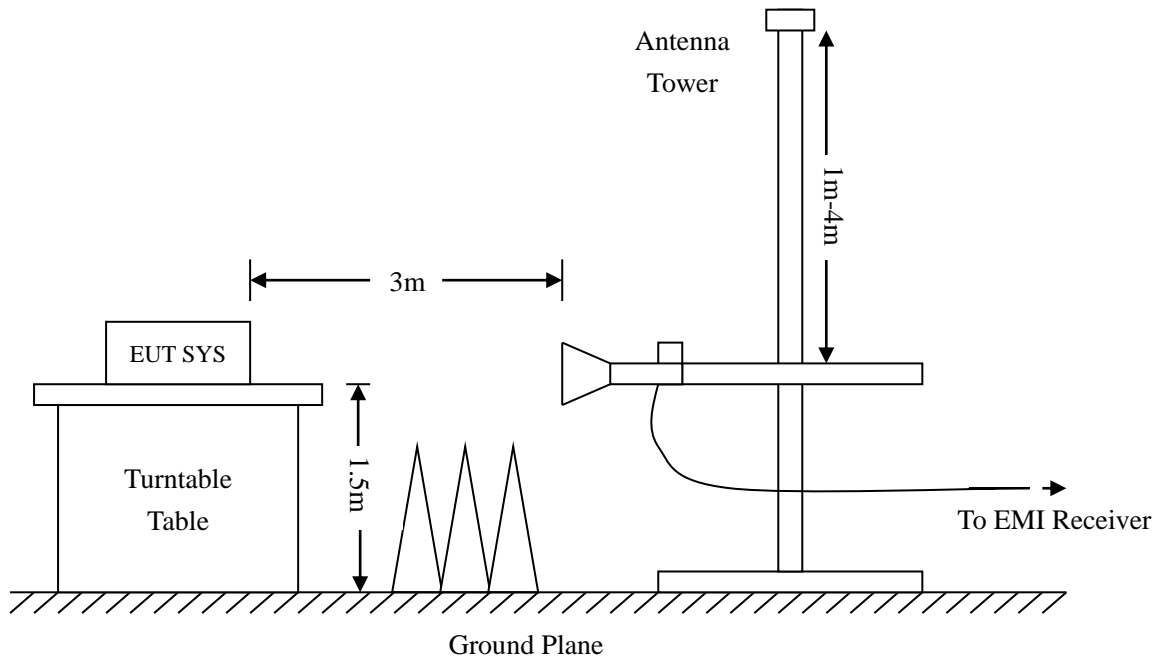 Antenna
Tower
1m-4m
3m
EUT SYS
1.5m
Turntable
Table
To EMI Receiver
Ground Plane